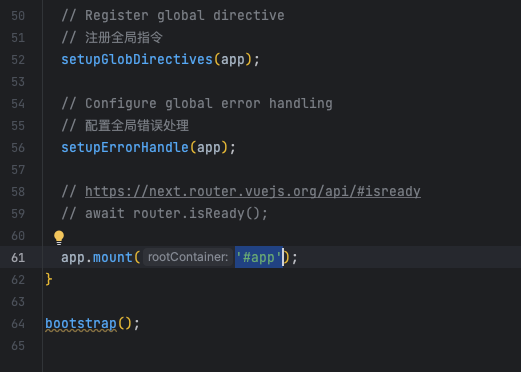 50 // Register global directive
51 // 注册全局指令
52 setupGlobDirectives(app);
53
54 // Configure global error handling
55 // 配置全局错误处理
56 setupErrorHandle(app);
57
58 // https://next.router.vuejs.org/api/#isready
59 // await router.isReady();
60
61 app.mount( rootContainer: '#app');
62 }
63
64 bootstrap();
65